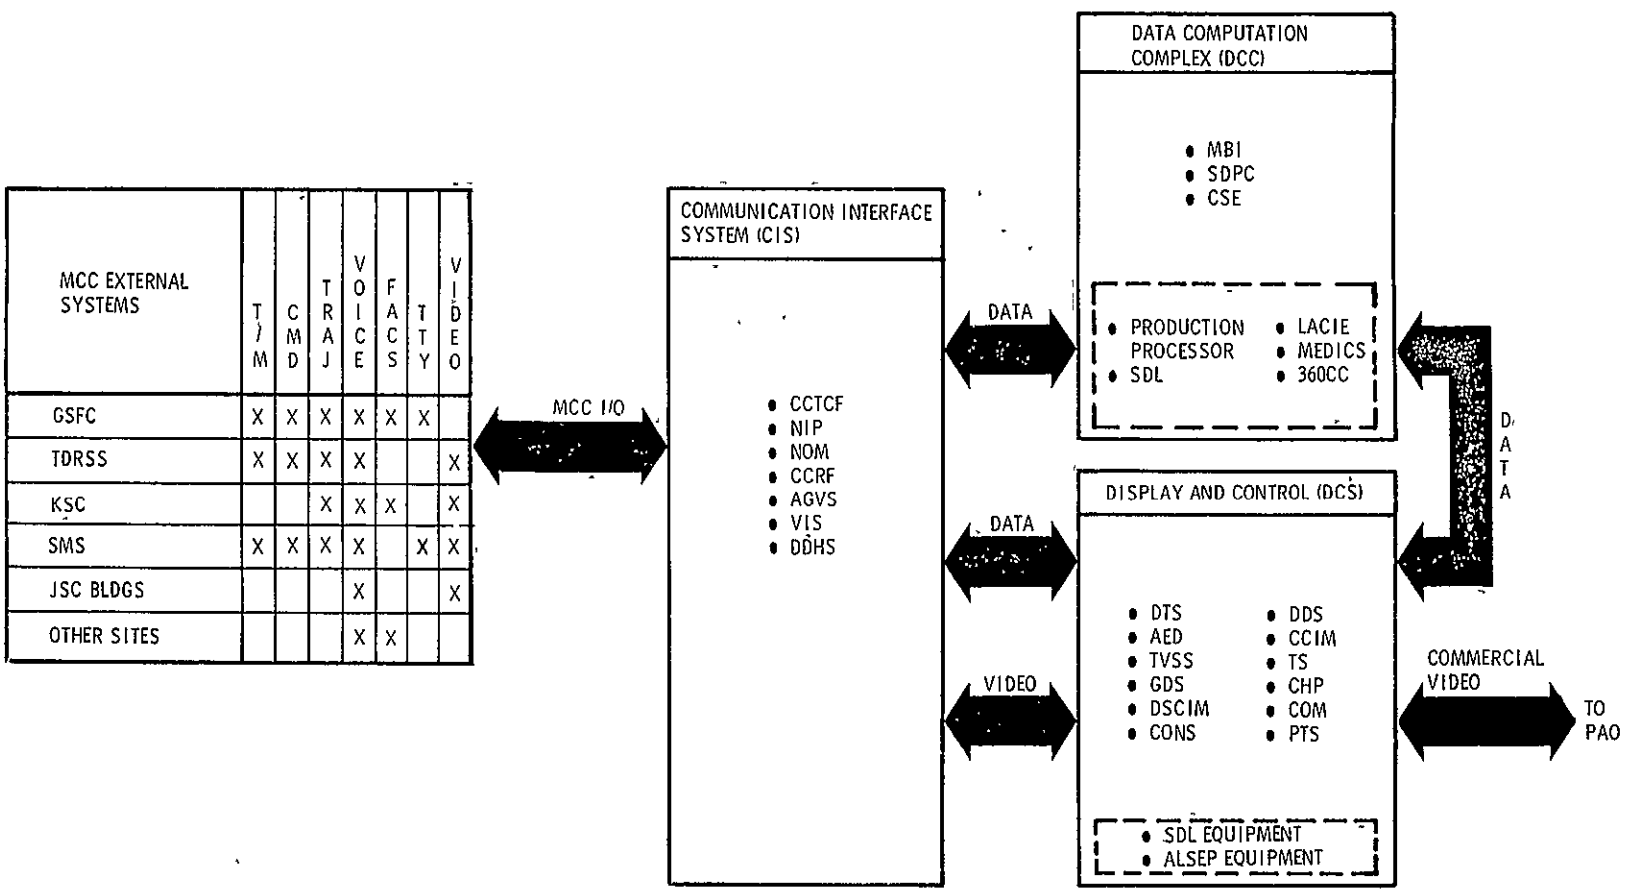 MCC EXTERNAL
SYSTEMS
T/M
CMD
TRAJ
VOICE
FACS
TTY
VIDEO
GSFC X X X X X X
TDRSS X X X X X
KSC X X X X
SMS X X X X X X
JSC BLDGS X X
OTHER SITES X X
MCC I/O
COMMUNICATION INTERFACE
SYSTEM (CIS)
• CCTCF
• NIP
• NOM
• CCRF
• AGVS
• VIS
• DDHS
DATA
DATA
VIDEO
DATA COMPUTATION
COMPLEX (DCC)
• MBI
• SDPC
• CSE
• PRODUCTION
PROCESSOR
• SDL
• LACIE
• MEDICS
• 360CC
DATA
DISPLAY AND CONTROL (DCS)
• DTS
• AED
• TVSS
• GDS
• DSCIM
• CONS
• DDS
• CCIM
• TS
• CHP
• COM
• PTS
• SDL EQUIPMENT
• ALSEP EQUIPMENT
COMMERCIAL
VIDEO
TO
PAO